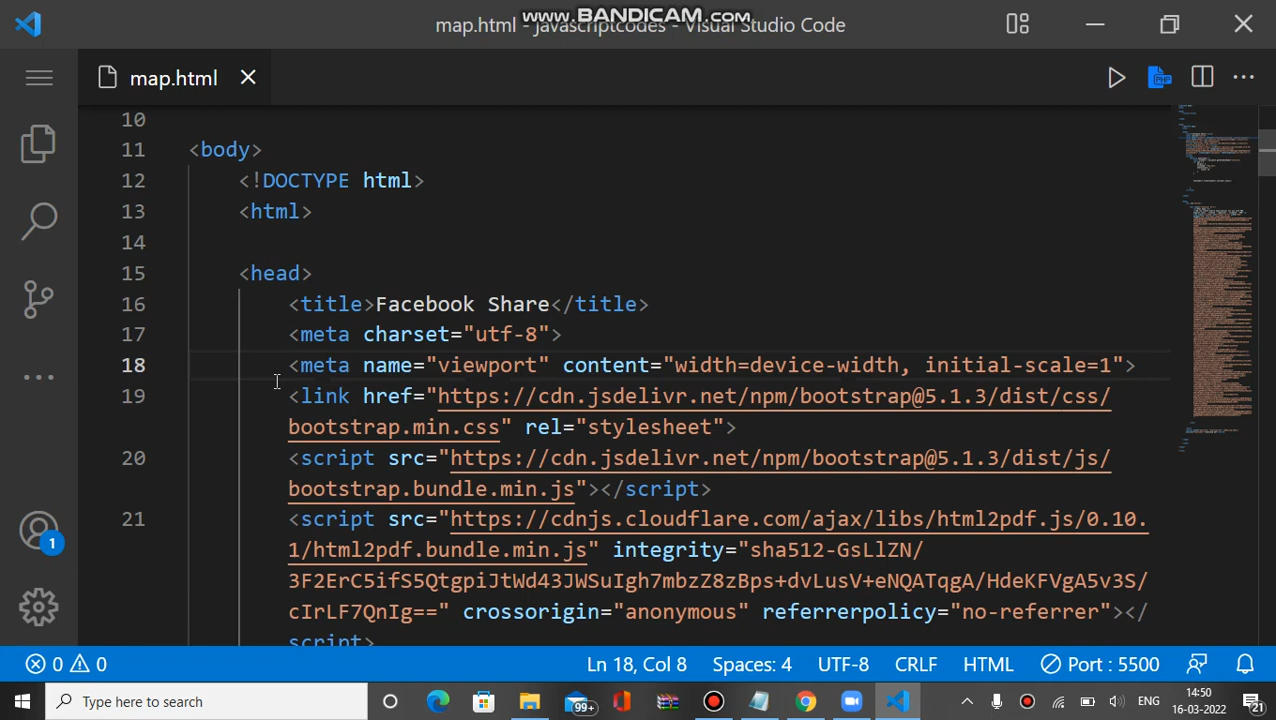 www.BANDICAM.com
map.html - javascriptcodes - Visual Studio Code
map.html
PHP
10
11 <body>
12 <!DOCTYPE html>
13 <html>
14
15 <head>
16 <title>Facebook Share</title>
17 <meta charset="utf-8">
18 <meta name="viewport" content="width=device-width, initial-scale=1">
19 <link href="https://cdn.jsdelivr.net/npm/bootstrap@5.1.3/dist/css/
bootstrap.min.css" rel="stylesheet">
20 <script src="https://cdn.jsdelivr.net/npm/bootstrap@5.1.3/dist/js/
bootstrap.bundle.min.js"></script>
21 <script src="https://cdnjs.cloudflare.com/ajax/libs/html2pdf.js/0.10.
1/html2pdf.bundle.min.js" integrity="sha512-GsLlZN/
3F2ErC5ifS5QtgpiJtWd43JWSuIgh7mbzZ8zBps+dvLusV+eNQATqgA/HdeKFVgA5v3S/
cIrLF7QnIg==" crossorigin="anonymous" referrerpolicy="no-referrer"></
script>
1
0 0 Ln 18, Col 8 Spaces: 4 UTF-8 CRLF HTML Port : 5500
Type here to search 99+ ENG 14:50
16-03-2022 21